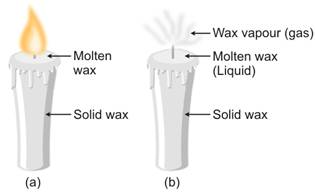 Molten
wax
Solid wax
(a)
Wax vapour (gas)
Molten wax
(Liquid)
Solid wax
(b)